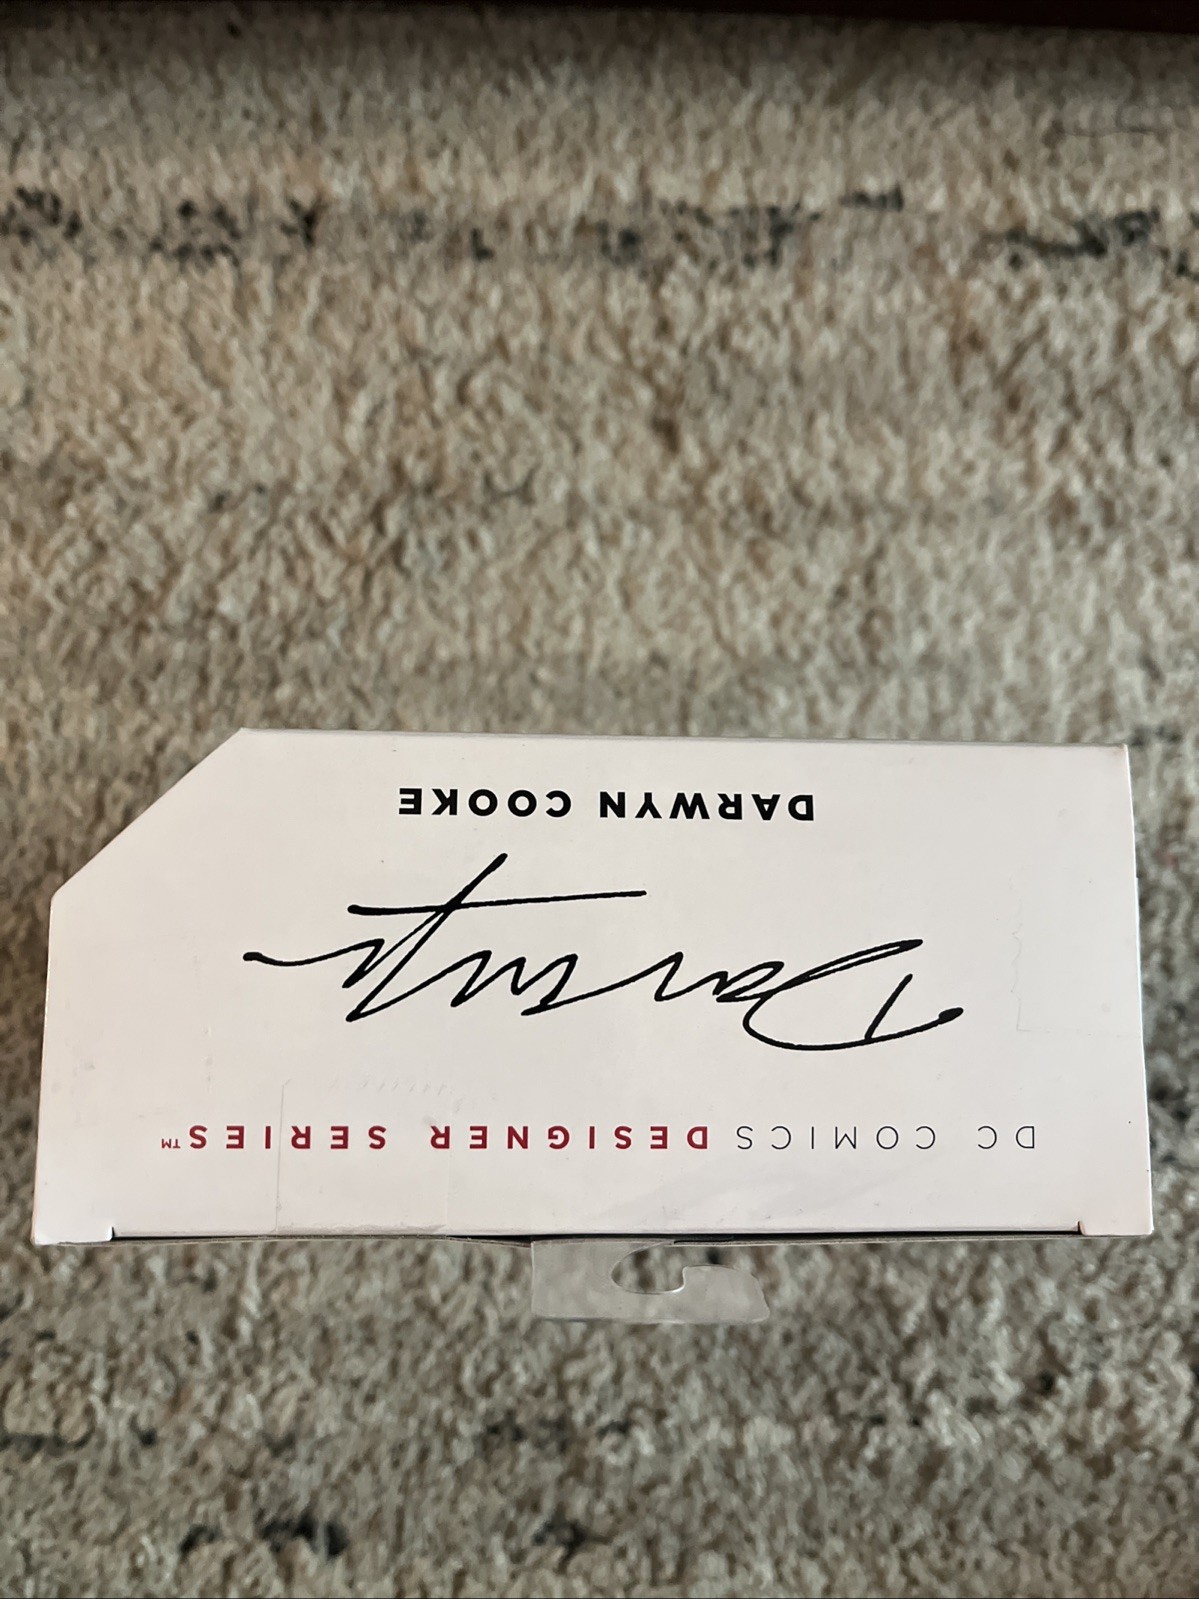 DC COMICS DESIGNER SERIES™
Darwyn
DARWYN COOKE